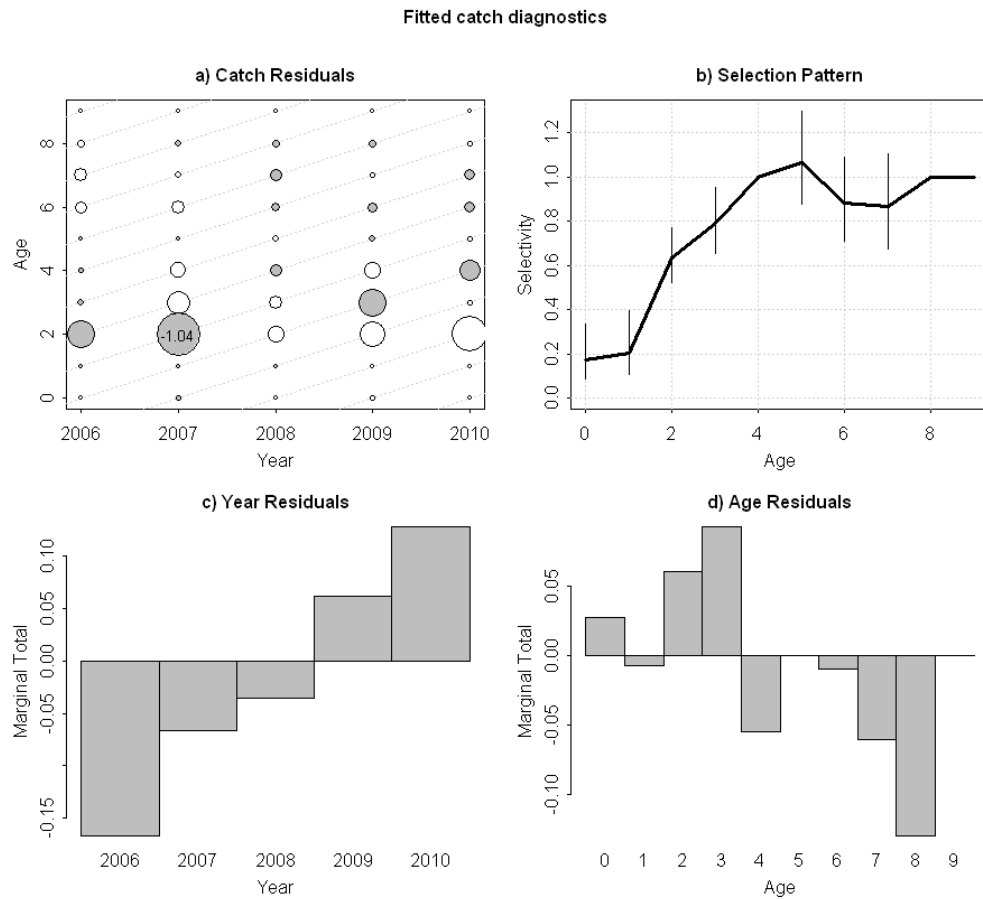 Fitted catch diagnostics
a) Catch Residuals
Age
8
6
4
2
0
-1.04
2006 2007 2008 2009 2010
Year
b) Selection Pattern
Selectivity
1.2
1.0
0.8
0.6
0.4
0.2
0.0
0 2 4 6 8
Age
c) Year Residuals
Marginal Total
0.10
0.05
0.00
-0.05
-0.15
2006 2007 2008 2009 2010
Year
d) Age Residuals
Marginal Total
0.05
0.00
-0.05
-0.10
0 1 2 3 4 5 6 7 8 9
Age